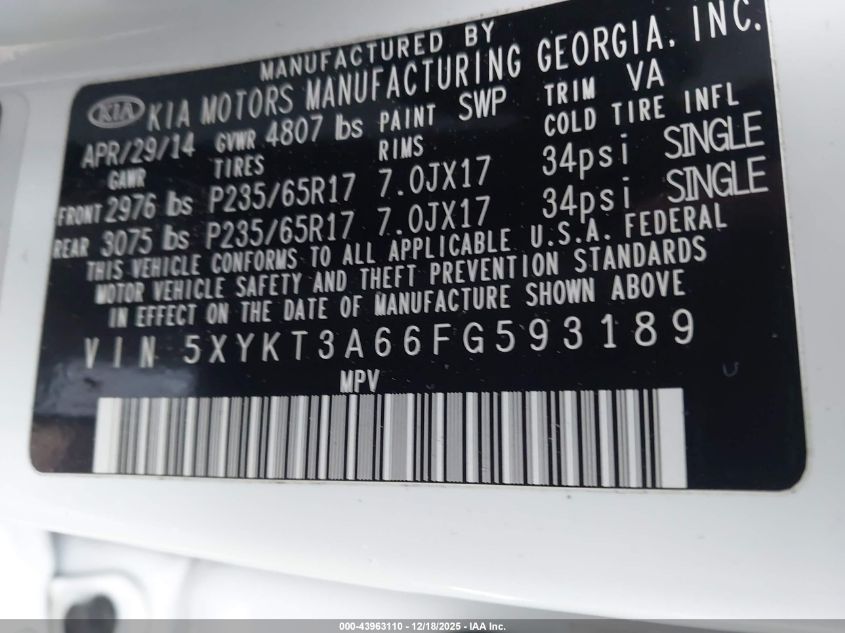 MANUFACTURED BY
KIA KIA MOTORS MANUFACTURING GEORGIA, INC.
APR/29/14 GVWR 4807 lbs PAINT SWP TRIM VA
GAWR TIRES RIMS COLD TIRE INFL
FRONT 2976 lbs P235/65R17 7.0JX17 34psi SINGLE
REAR 3075 lbs P235/65R17 7.0JX17 34psi SINGLE
THIS VEHICLE CONFORMS TO ALL APPLICABLE U.S.A. FEDERAL
MOTOR VEHICLE SAFETY AND THEFT PREVENTION STANDARDS
IN EFFECT ON THE DATE OF MANUFACTURE SHOWN ABOVE
VIN 5XYKT3A66FG593189
MPV
000-43963110 - 12/18/2025 - IAA Inc.